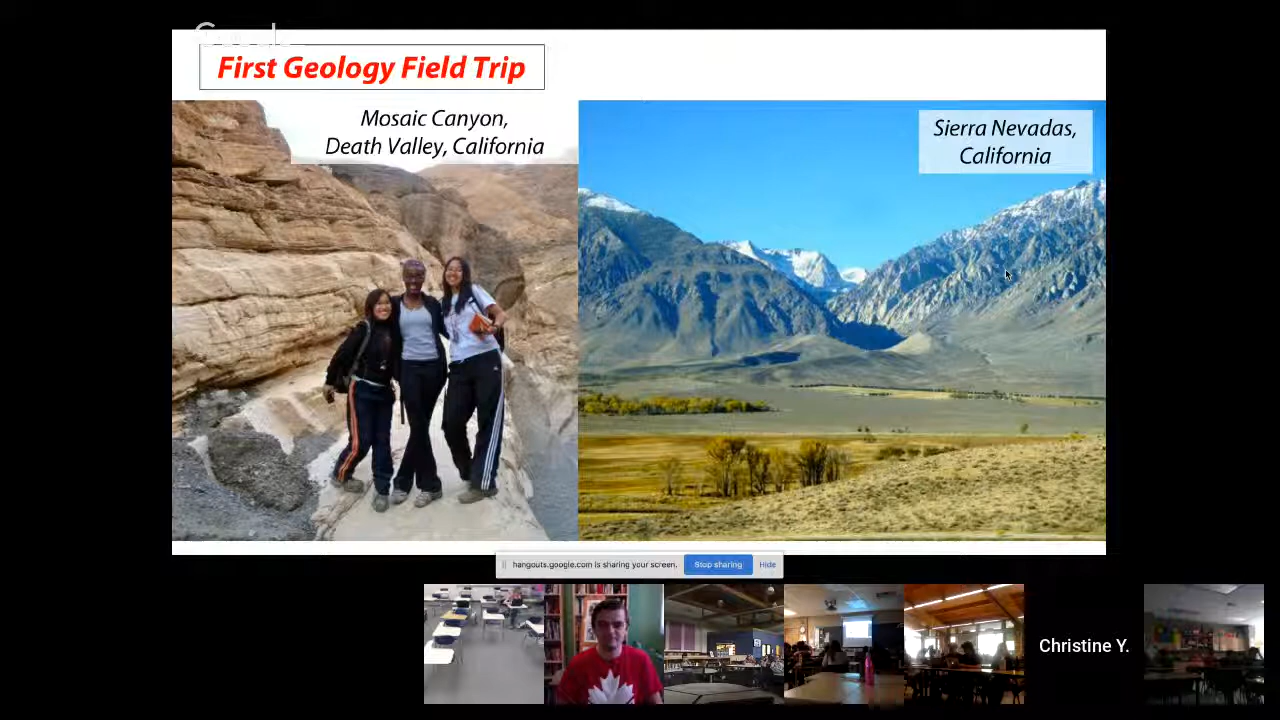 Google
First Geology Field Trip
Mosaic Canyon,
Death Valley, California
Sierra Nevadas,
California
hangouts.google.com is sharing your screen.
Stop sharing
Hide
Christine Y.